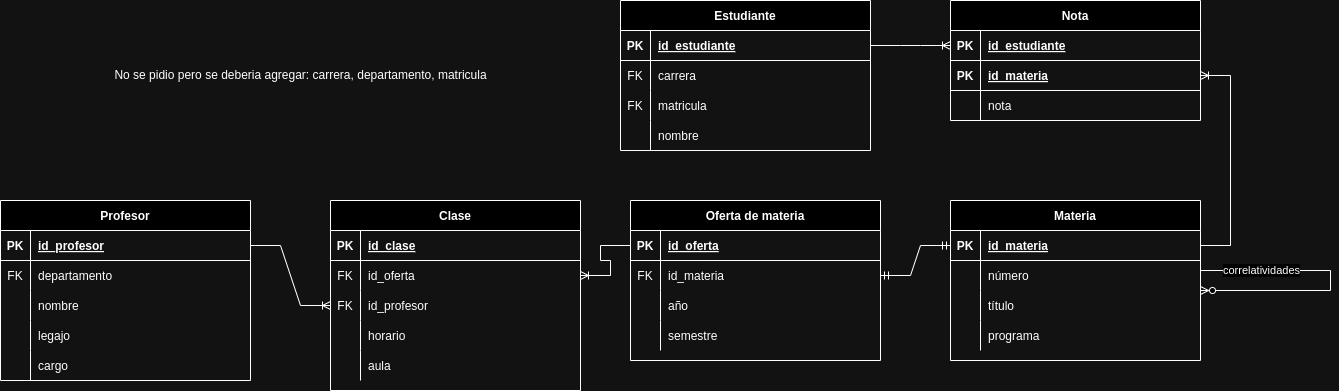 No se pidio pero se deberia agregar: carrera, departamento, matricula
Estudiante
PK id_estudiante
FK carrera
FK matricula
nombre
Nota
PK id_estudiante
PK id_materia
nota
Profesor
PK id_profesor
FK departamento
nombre
legajo
cargo
Clase
PK id_clase
FK id_oferta
FK id_profesor
horario
aula
Oferta de materia
PK id_oferta
FK id_materia
año
semestre
Materia
PK id_materia
número
título
programa
correlatividades